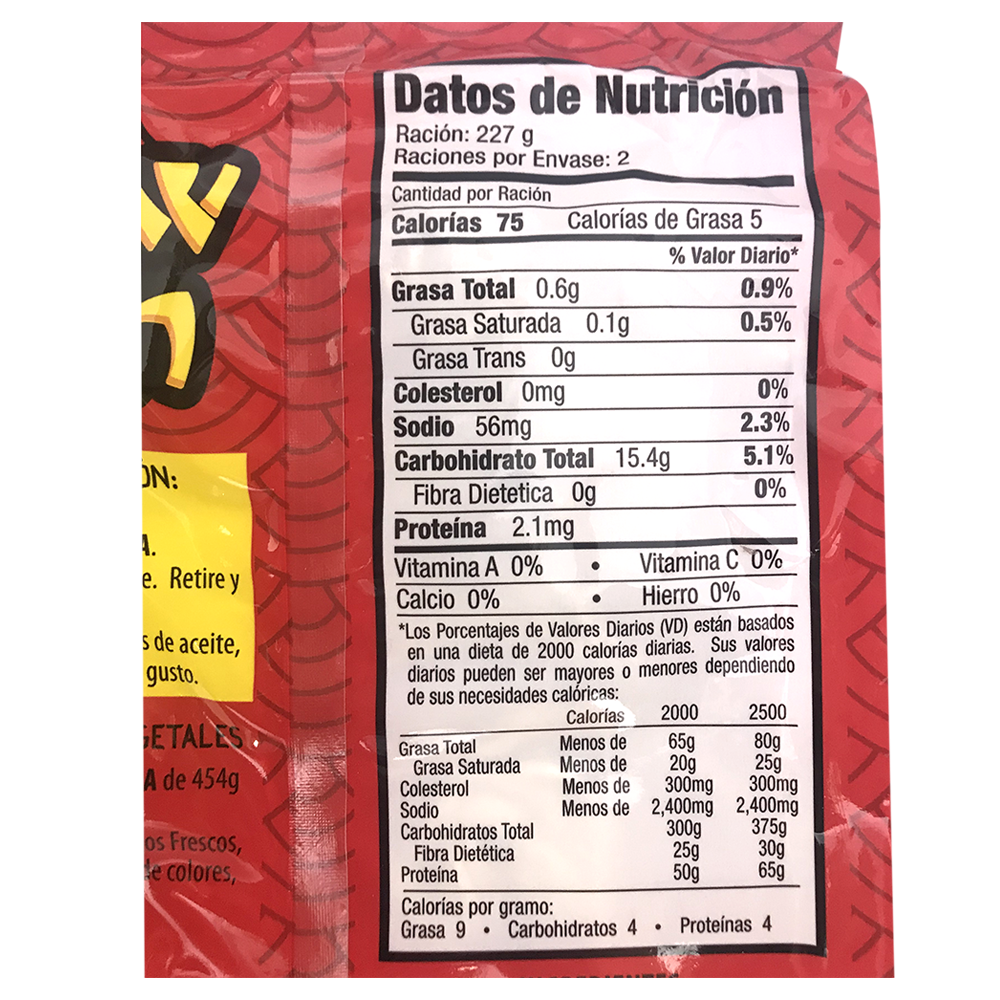 Datos de Nutrición
Ración: 227 g
Raciones por Envase: 2
Cantidad por Ración
Calorías 75 Calorías de Grasa 5
% Valor Diario*
Grasa Total 0.6g 0.9%
Grasa Saturada 0.1g 0.5%
Grasa Trans 0g
Colesterol 0mg 0%
Sodio 56mg 2.3%
Carbohidrato Total 15.4g 5.1%
Fibra Dietetica 0g 0%
Proteína 2.1mg
Vitamina A 0% • Vitamina C 0%
Calcio 0% • Hierro 0%
*Los Porcentajes de Valores Diarios (VD) están basados
en una dieta de 2000 calorías diarias. Sus valores
diarios pueden ser mayores o menores dependiendo
de sus necesidades calóricas:
Calorías 2000 2500
Grasa Total Menos de 65g 80g
Grasa Saturada Menos de 20g 25g
Colesterol Menos de 300mg 300mg
Sodio Menos de 2,400mg 2,400mg
Carbohidratos Total 300g 375g
Fibra Dietética 25g 30g
Proteína 50g 65g
Calorías por gramo:
Grasa 9 • Carbohidratos 4 • Proteínas 4
ÓN:
A.
e. Retire y
s de aceite,
gusto.
GETALES
A de 454g
os Frescos,
de colores,